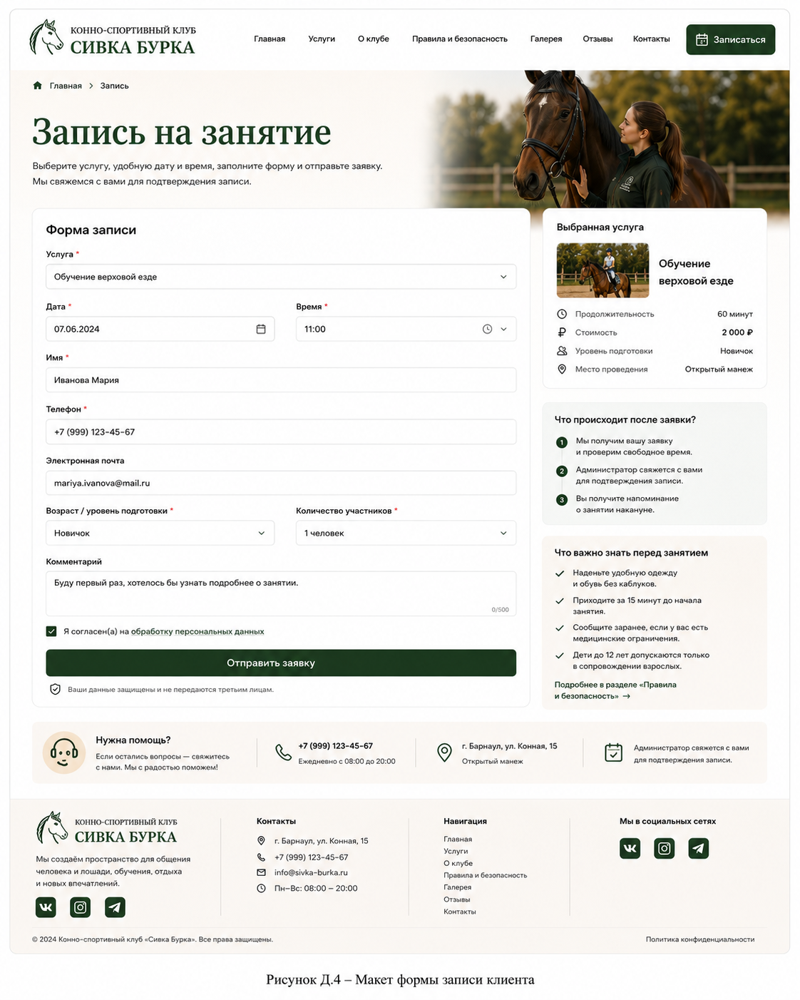 КОННО-СПОРТИВНЫЙ КЛУБ
СИВКА БУРКА
Главная
Услуги
О клубе
Правила и безопасность
Галерея
Отзывы
Контакты
Записаться
Главная > Запись
Запись на занятие
Выберите услугу, удобную дату и время, заполните форму и отправьте заявку.
Мы свяжемся с вами для подтверждения записи.
Форма записи
Услуга *
Обучение верховой езде
Дата *
07.06.2024
Время *
11:00
Имя *
Иванова Мария
Телефон *
+7 (999) 123-45-67
Электронная почта
mariya.ivanova@mail.ru
Возраст / уровень подготовки *
Новичок
Количество участников *
1 человек
Комментарий
Буду первый раз, хотелось бы узнать подробнее о занятии.
0/500
Я согласен(а) на обработку персональных данных
Отправить заявку
Ваши данные защищены и не передаются третьим лицам.
Выбранная услуга
Обучение
верховой езде
Продолжительность 60 минут
Стоимость 2 000 ₽
Уровень подготовки Новичок
Место проведения Открытый манеж
Что происходит после заявки?
1 Мы получим вашу заявку
и проверим свободное время.
2 Администратор свяжется с вами
для подтверждения записи.
3 Вы получите напоминание
о занятии накануне.
Что важно знать перед занятием
Наденьте удобную одежду
и обувь без каблуков.
Приходите за 15 минут до начала
занятия.
Сообщите заранее, если у вас есть
медицинские ограничения.
Дети до 12 лет допускаются только
в сопровождении взрослых.
Подробнее в разделе «Правила
и безопасность» →
Нужна помощь?
Если остались вопросы — свяжитесь
с нами. Мы с радостью поможем!
+7 (999) 123-45-67
Ежедневно с 08:00 до 20:00
г. Барнаул, ул. Конная, 15
Открытый манеж
Администратор свяжется с вами
для подтверждения записи.
КОННО-СПОРТИВНЫЙ КЛУБ
СИВКА БУРКА
Мы создаём пространство для общения
человека и лошади, обучения, отдыха
и новых впечатлений.
Контакты
г. Барнаул, ул. Конная, 15
+7 (999) 123-45-67
info@sivka-burka.ru
Пн–Вс: 08:00 – 20:00
Навигация
Главная
Услуги
О клубе
Правила и безопасность
Галерея
Отзывы
Контакты
Мы в социальных сетях
© 2024 Конно-спортивный клуб «Сивка Бурка». Все права защищены.
Политика конфиденциальности
Рисунок Д.4 – Макет формы записи клиента